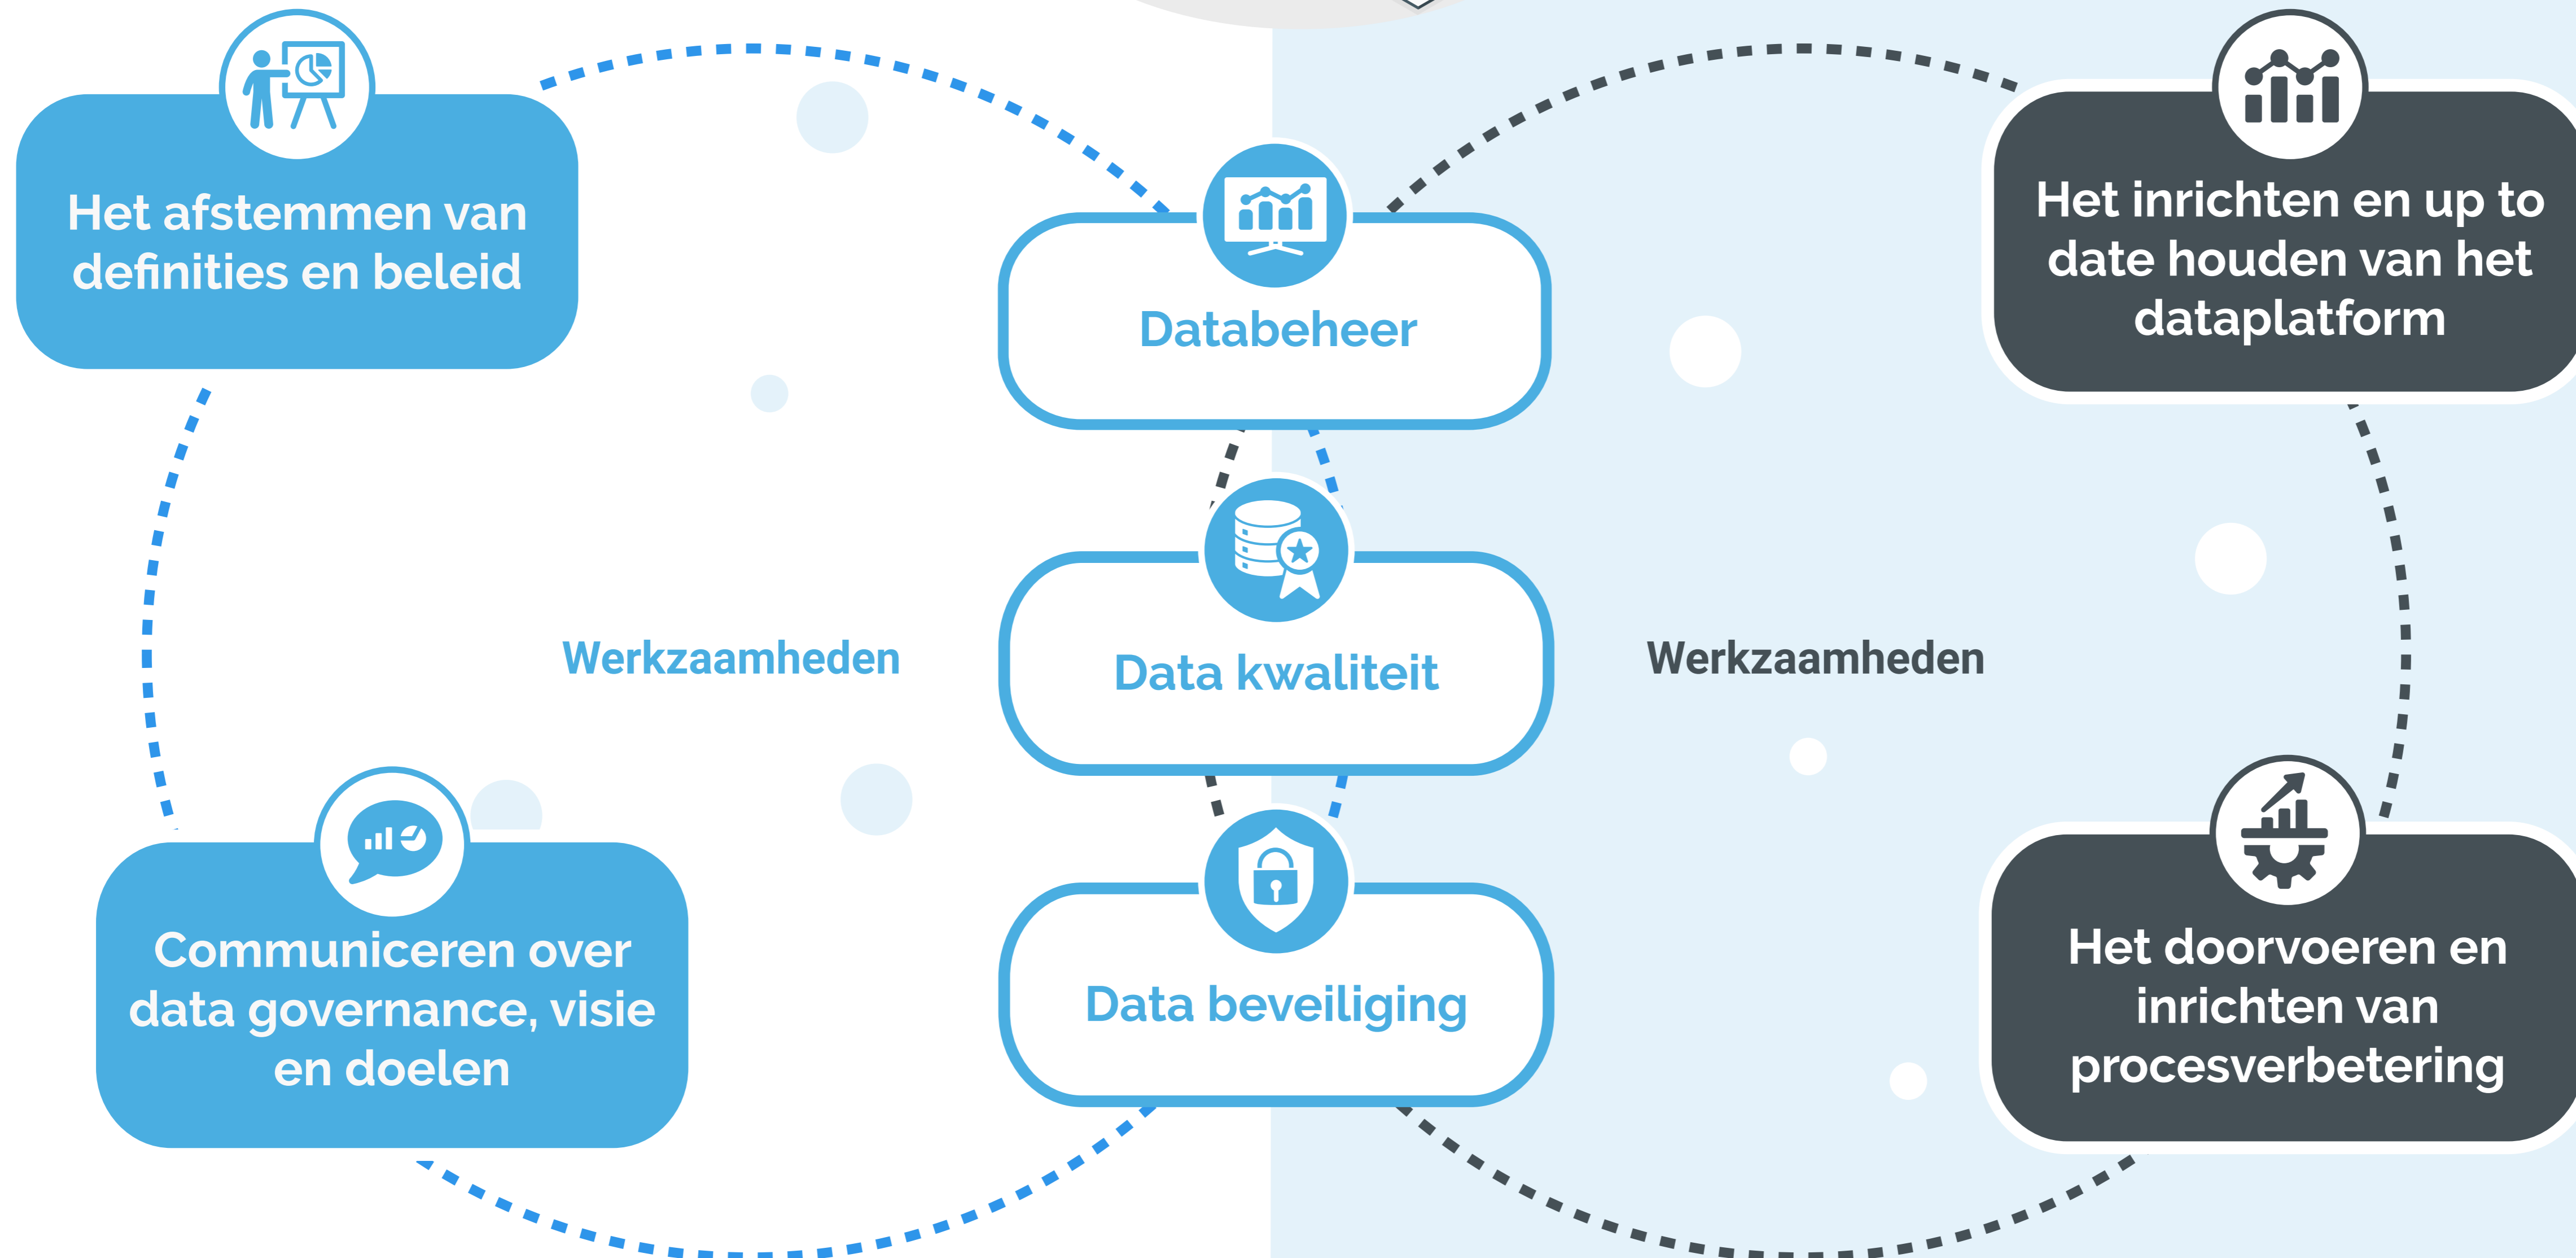 Het afstemmen van
definities en beleid
Communiceren over
data governance, visie
en doelen
Werkzaamheden
Databeheer
Data kwaliteit
Data beveiliging
Werkzaamheden
Het inrichten en up to
date houden van het
dataplatform
Het doorvoeren en
inrichten van
procesverbetering